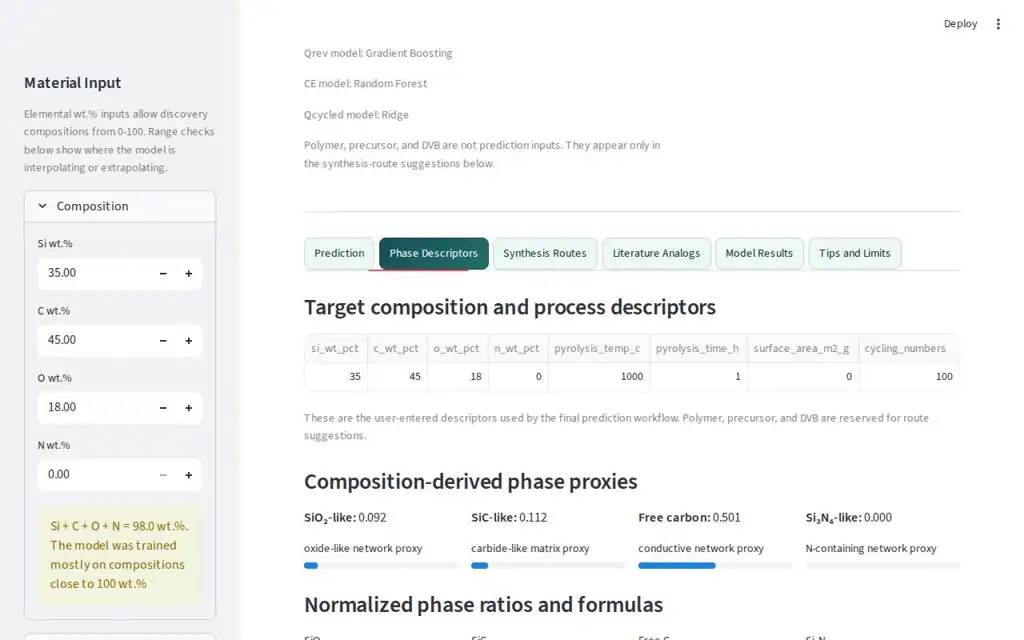 Deploy
Material Input
Elemental wt.% inputs allow discovery
compositions from 0-100. Range checks
below show where the model is
interpolating or extrapolating.
Composition
Si wt.%
35.00
C wt.%
45.00
O wt.%
18.00
N wt.%
0.00
Si + C + O + N = 98.0 wt.%.
The model was trained
mostly on compositions
close to 100 wt.%
Qrev model: Gradient Boosting
CE model: Random Forest
Qcycled model: Ridge
Polymer, precursor, and DVB are not prediction inputs. They appear only in
the synthesis-route suggestions below.
Prediction Phase Descriptors Synthesis Routes Literature Analogs Model Results Tips and Limits
Target composition and process descriptors
si_wt_pct c_wt_pct o_wt_pct n_wt_pct pyrolysis_temp_c pyrolysis_time_h surface_area_m2_g cycling_numbers
35 45 18 0 1000 1 0 100
These are the user-entered descriptors used by the final prediction workflow. Polymer, precursor, and DVB are reserved for route
suggestions.
Composition-derived phase proxies
SiO₂-like: 0.092 SiC-like: 0.112 Free carbon: 0.501 Si₃N₄-like: 0.000
oxide-like network proxy carbide-like matrix proxy conductive network proxy N-containing network proxy
Normalized phase ratios and formulas